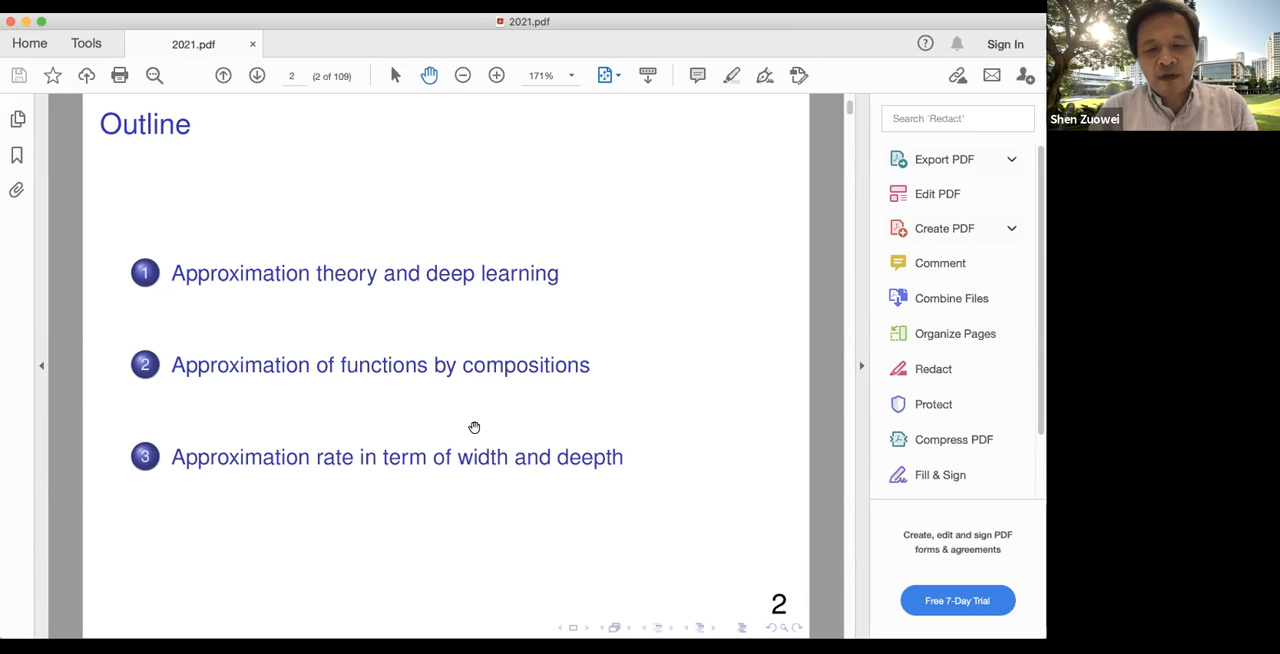 2021.pdf
Home
Tools
2021.pdf
×
Sign In
2
(2 of 109)
171%
Outline
1 Approximation theory and deep learning
2 Approximation of functions by compositions
3 Approximation rate in term of width and deepth
2
Search 'Redact'
Export PDF
Edit PDF
Create PDF
Comment
Combine Files
Organize Pages
Redact
Protect
Compress PDF
Fill & Sign
Create, edit and sign PDF
forms & agreements
Free 7-Day Trial
Shen Zuowei